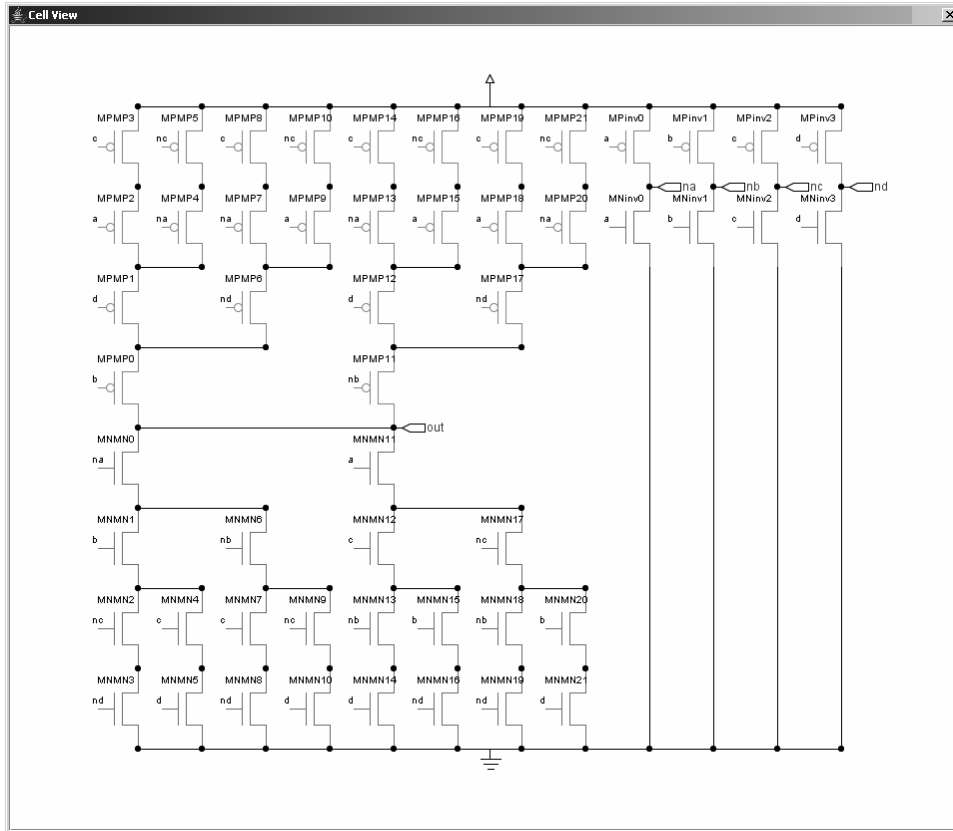 Cell View
MPMP3 MPMP5 MPMP8 MPMP10 MPMP14 MPMP16 MPMP19 MPMP21 MPinv0 MPinv1 MPinv2 MPinv3
c nc c nc c nc c nc a b c d
na nb nc nd
MPMP2 MPMP4 MPMP7 MPMP9 MPMP13 MPMP15 MPMP18 MPMP20 MNinv0 MNinv1 MNinv2 MNinv3
a na na a na a a na a b c d
MPMP1 MPMP6 MPMP12 MPMP17
d nd d nd
MPMP0 MPMP11
b nb
out
MNMN0 MNMN11
na a
MNMN1 MNMN6 MNMN12 MNMN17
b nb c nc
MNMN2 MNMN4 MNMN7 MNMN9 MNMN13 MNMN15 MNMN18 MNMN20
nc c c nc nb b nb b
MNMN3 MNMN5 MNMN8 MNMN10 MNMN14 MNMN16 MNMN19 MNMN21
nd d nd d d nd nd d